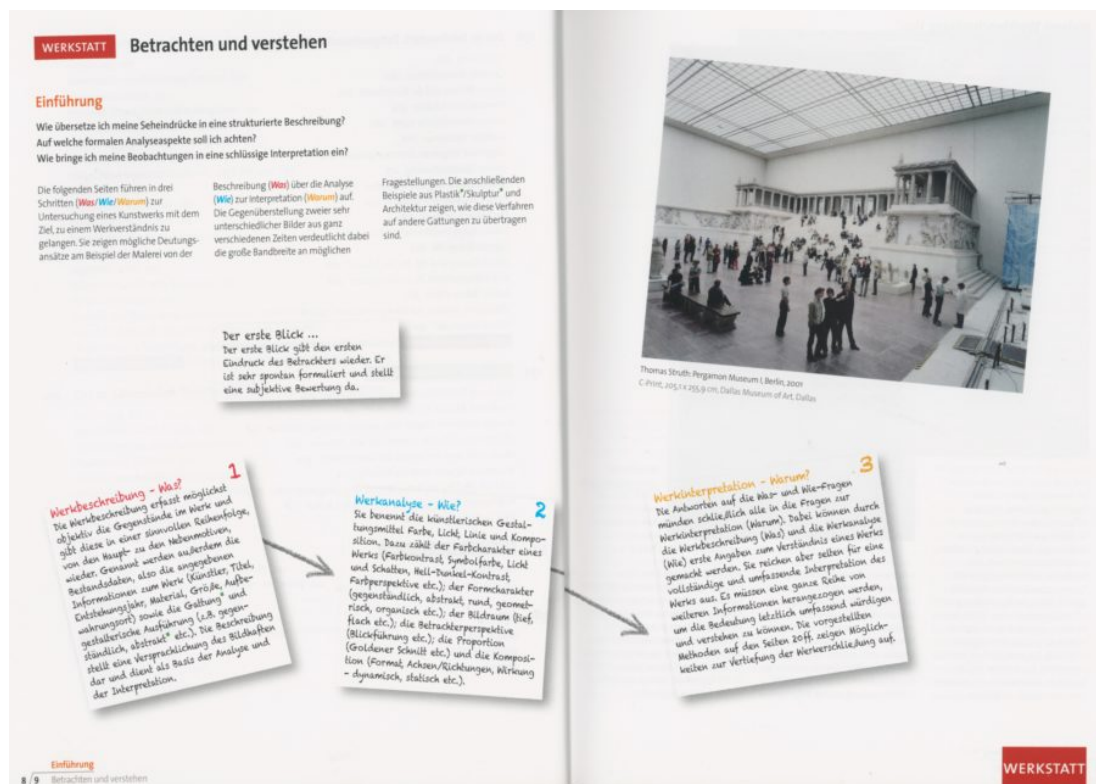 WERKSTATT Betrachten und verstehen
Einführung
Wie übersetze ich meine Seheindrücke in eine strukturierte Beschreibung?
Auf welche formalen Analyseaspekte soll ich achten?
Wie bringe ich meine Beobachtungen in eine schlüssige Interpretation ein?
Die folgenden Seiten führen in drei
Schritten (Was/Wie/Warum) zur
Untersuchung eines Kunstwerks mit dem
Ziel, zu einem Werkverständnis zu
gelangen. Sie zeigen mögliche Deutungs-
ansätze am Beispiel der Malerei von der
Beschreibung (Was) über die Analyse
(Wie) zur Interpretation (Warum) auf.
Die Gegenüberstellung zweier sehr
unterschiedlicher Bilder aus ganz
verschiedenen Zeiten verdeutlicht dabei
die große Bandbreite an möglichen
Fragestellungen. Die anschließenden
Beispiele aus Plastik*/Skulptur* und
Architektur zeigen, wie diese Verfahren
auf andere Gattungen zu übertragen
sind.
Der erste Blick ...
Der erste Blick gibt den ersten
Eindruck des Betrachters wieder. Er
ist sehr spontan formuliert und stellt
eine subjektive Bewertung da.
1
Werkbeschreibung - Was?
Die Werkbeschreibung erfasst möglichst
objektiv die Gegenstände im Werk und
gibt diese in einer sinnvollen Reihenfolge,
von den Haupt- zu den Nebenmotiven,
wieder. Genannt werden außerdem die
Bestandsdaten, also die angegebenen
Informationen zum Werk (Künstler, Titel,
Entstehungsjahr, Material, Größe, Aufbe-
wahrungsort) sowie die Gattung* und
gestalterische Ausführung (z.B. gegen-
ständlich, abstrakt* etc.). Die Beschreibung
stellt eine Versprachlichung des Bildhaften
dar und dient als Basis der Analyse und
der Interpretation.
2
Werkanalyse - Wie?
Sie benennt die künstlerischen Gestal-
tungsmittel Farbe, Licht, Linie und Kompo-
sition. Dazu zählt der Farbcharakter eines
Werks (Farbkontrast, Symbolfarbe, Licht
und Schatten, Hell-Dunkel-Kontrast,
Farbperspektive etc.); der Formcharakter
(gegenständlich, abstrakt, rund, geomet-
risch, organisch etc.); der Bildraum (tief,
flach etc.); die Betrachterperspektive
(Blickführung etc.); die Proportion
(Goldener Schnitt etc.) und die Komposi-
tion (Format, Achsen/Richtungen, Wirkung
- dynamisch, statisch etc.).
Einführung
8 / 9 Betrachten und verstehen
Thomas Struth: Pergamon Museum I, Berlin, 2001
C-Print, 205,1 x 255,9 cm. Dallas Museum of Art, Dallas
3
Werkinterpretation - Warum?
Die Antworten auf die Was- und Wie-Fragen
münden schließlich alle in die Fragen zur
Werkinterpretation (Warum). Dabei können durch
die Werkbeschreibung (Was) und die Werkanalyse
(Wie) erste Angaben zum Verständnis eines Werks
gemacht werden. Sie reichen aber selten für eine
vollständige und umfassende Interpretation des
Werks aus. Es müssen eine ganze Reihe von
weiteren Informationen herangezogen werden,
um die Bedeutung letztlich umfassend würdigen
und verstehen zu können. Die vorgestellten
Methoden auf den Seiten 20ff. zeigen Möglich-
keiten zur Vertiefung der Werkerschließung auf.
WERKSTATT